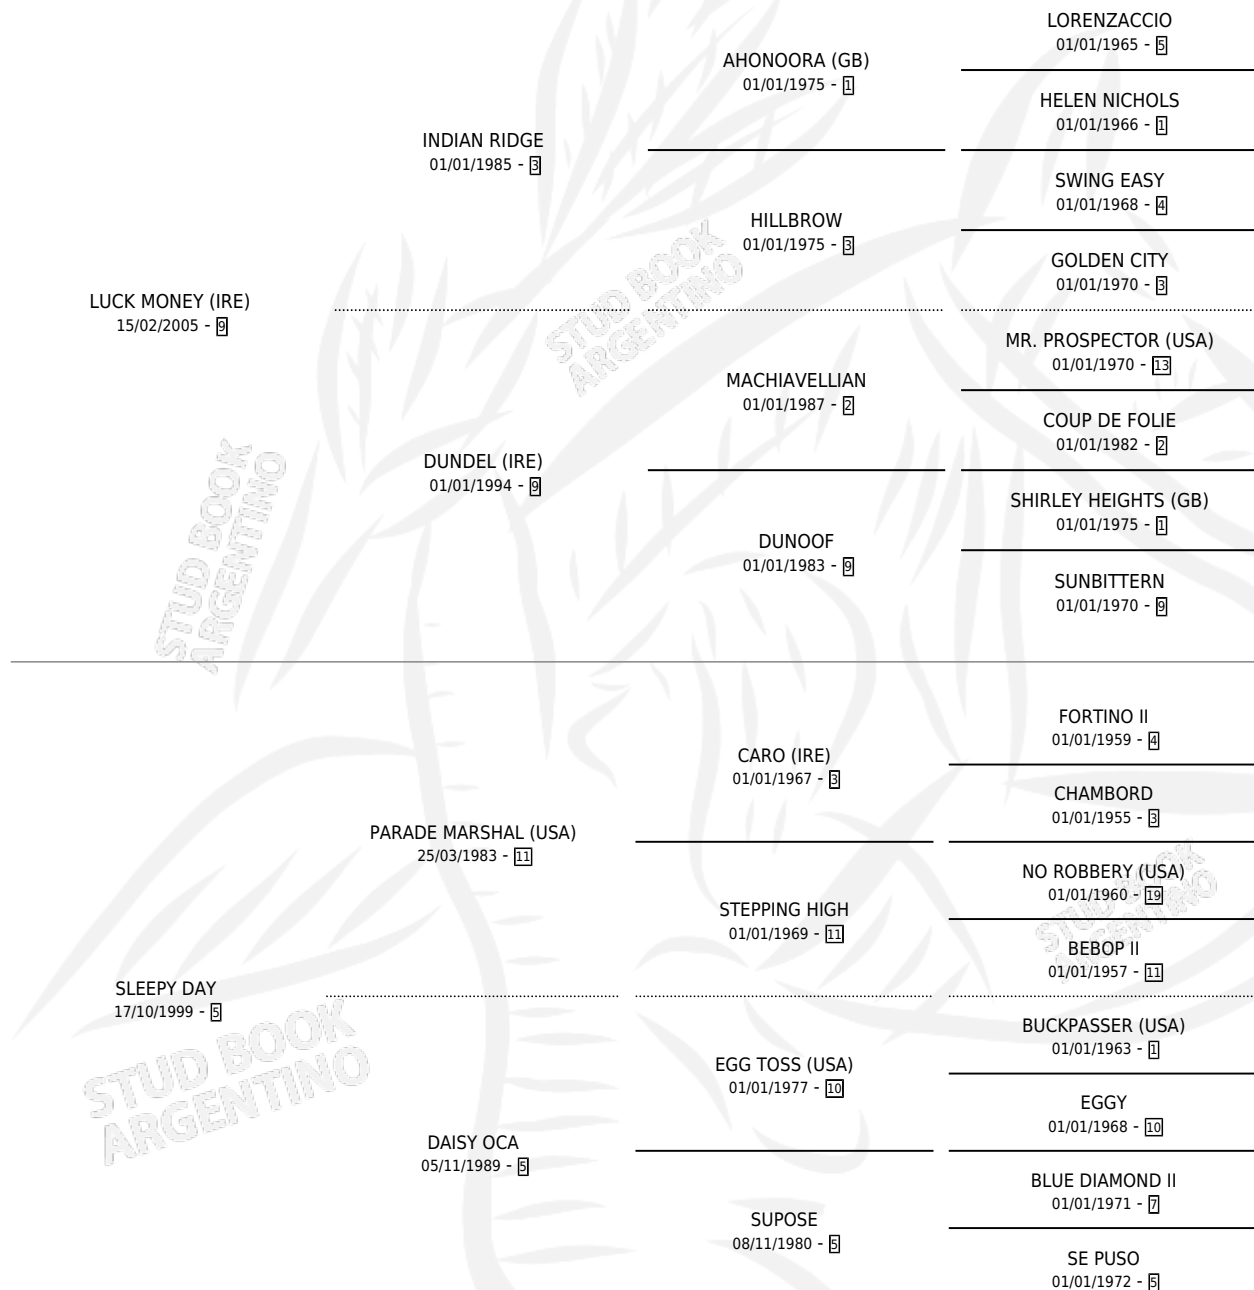 LORENZACCIO
01/01/1965 - 5
AHONOORA (GB)
01/01/1975 - 1
HELEN NICHOLS
01/01/1966 - 1
INDIAN RIDGE
01/01/1985 - 3
SWING EASY
01/01/1968 - 4
HILLBROW
01/01/1975 - 3
GOLDEN CITY
01/01/1970 - 3
LUCK MONEY (IRE)
15/02/2005 - 9
MR. PROSPECTOR (USA)
01/01/1970 - 13
MACHIAVELLIAN
01/01/1987 - 2
COUP DE FOLIE
01/01/1982 - 2
DUNDEL (IRE)
01/01/1994 - 9
SHIRLEY HEIGHTS (GB)
01/01/1975 - 1
DUNOOF
01/01/1983 - 9
SUNBITTERN
01/01/1970 - 9
FORTINO II
01/01/1959 - 4
CARO (IRE)
01/01/1967 - 3
CHAMBORD
01/01/1955 - 3
PARADE MARSHAL (USA)
25/03/1983 - 11
NO ROBBERY (USA)
01/01/1960 - 19
STEPPING HIGH
01/01/1969 - 11
BEBOP II
01/01/1957 - 11
SLEEPY DAY
17/10/1999 - 5
BUCKPASSER (USA)
01/01/1963 - 1
EGG TOSS (USA)
01/01/1977 - 10
EGGY
01/01/1968 - 10
DAISY OCA
05/11/1989 - 5
BLUE DIAMOND II
01/01/1971 - 7
SUPOSE
08/11/1980 - 5
SE PUSO
01/01/1972 - 5
STUD BOOK
ARGENTINO
STUD BOOK
ARGENTINO
STUD BOOK
ARGENTINO
STUD BOOK
ARGENTINO